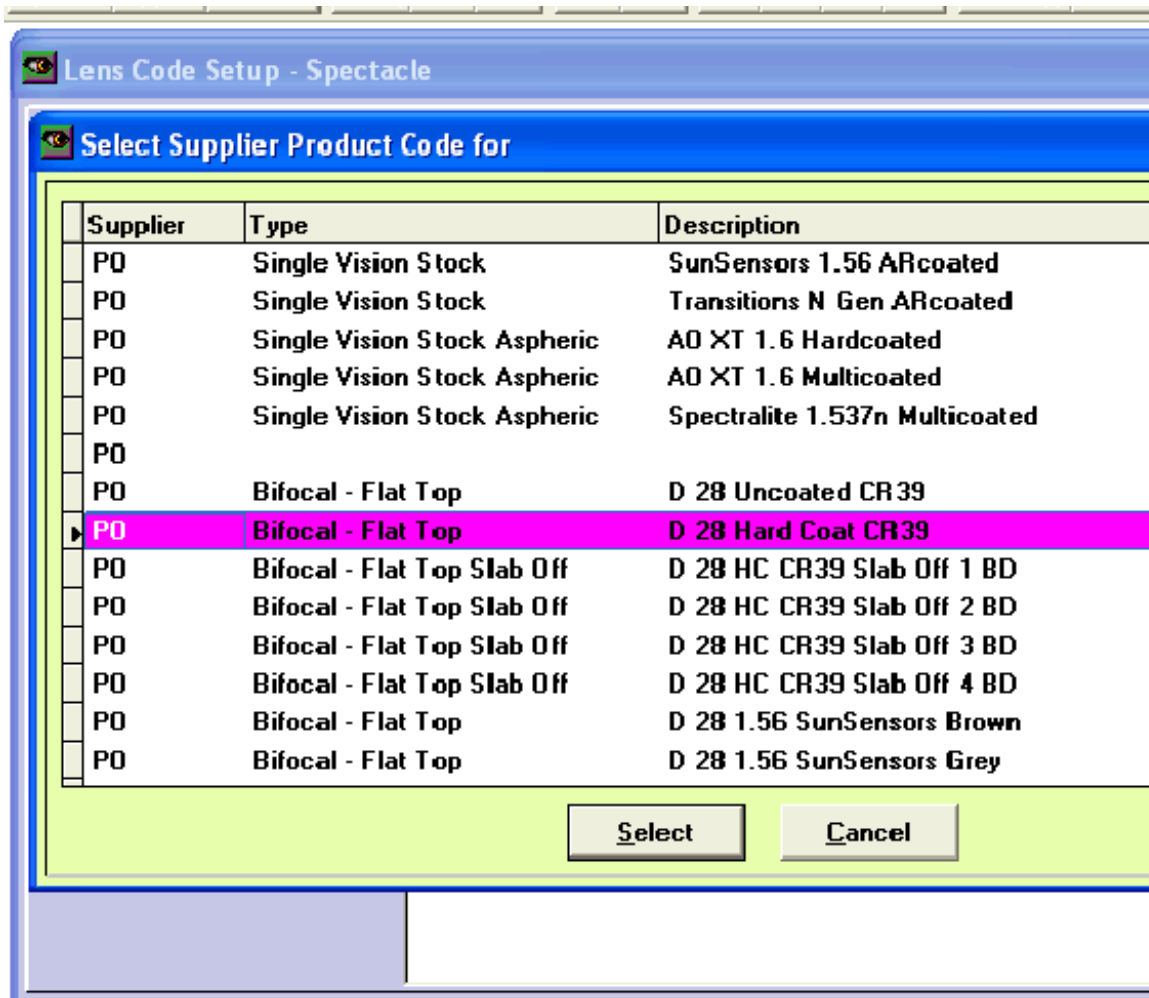 Lens Code Setup - Spectacle
Select Supplier Product Code for
Supplier Type Description
PO Single Vision Stock SunSensors 1.56 ARcoated
PO Single Vision Stock Transitions N Gen ARcoated
PO Single Vision Stock Aspheric AO XT 1.6 Hardcoated
PO Single Vision Stock Aspheric AO XT 1.6 Multicoated
PO Single Vision Stock Aspheric Spectralite 1.537n Multicoated
PO
PO Bifocal - Flat Top D 28 Uncoated CR39
PO Bifocal - Flat Top D 28 Hard Coat CR39
PO Bifocal - Flat Top Slab Off D 28 HC CR39 Slab Off 1 BD
PO Bifocal - Flat Top Slab Off D 28 HC CR39 Slab Off 2 BD
PO Bifocal - Flat Top Slab Off D 28 HC CR39 Slab Off 3 BD
PO Bifocal - Flat Top Slab Off D 28 HC CR39 Slab Off 4 BD
PO Bifocal - Flat Top D 28 1.56 SunSensors Brown
PO Bifocal - Flat Top D 28 1.56 SunSensors Grey
Select Cancel